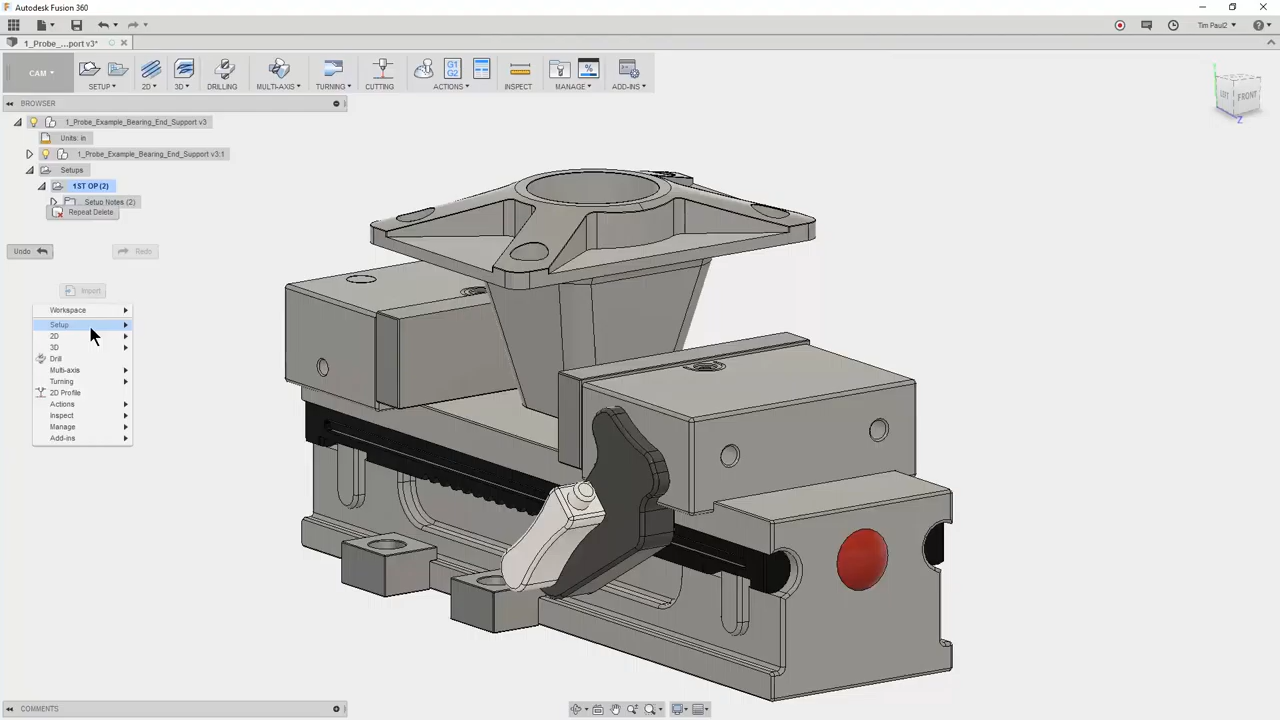 Autodesk Fusion 360
Tim Paul2
1_Probe_...port v3*
CAM
SETUP
2D
3D
DRILLING
MULTI-AXIS
TURNING
CUTTING
G1
G2
ACTIONS
INSPECT
MANAGE
ADD-INS
BROWSER
1_Probe_Example_Bearing_End_Support v3
Units: in
1_Probe_Example_Bearing_End_Support v3:1
Setups
1ST OP (2)
... Setup Notes (2)
Repeat Delete
Undo
Redo
Import
Workspace
Setup
2D
3D
Drill
Multi-axis
Turning
2D Profile
Actions
Inspect
Manage
Add-ins
FRONT
Z
COMMENTS